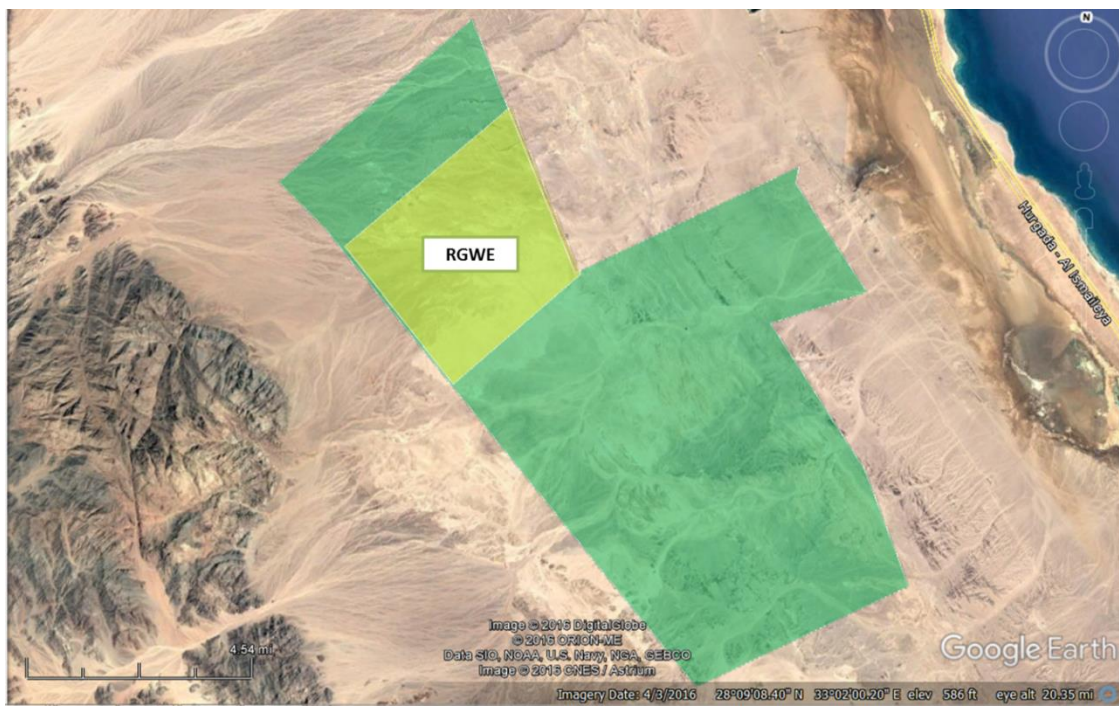 N
Hurgada - Al Ismaileya
RGWE
4.54 mi
Image © 2016 DigitalGlobe
© 2016 ORION-ME
Data SIO, NOAA, U.S. Navy, NGA, GEBCO
Image © 2016 CNES / Astrium
Google Earth
Imagery Date: 4/3/2016 28°09'08.40" N 33°02'00.20" E elev 586 ft eye alt 20.35 mi